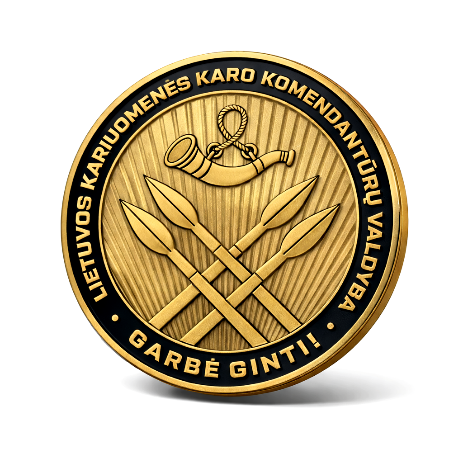 LIETUVOS KARIUOMENĖS KARO KOMENDANTŪRŲ VALDYBA
• GARBĖ GINTI! •